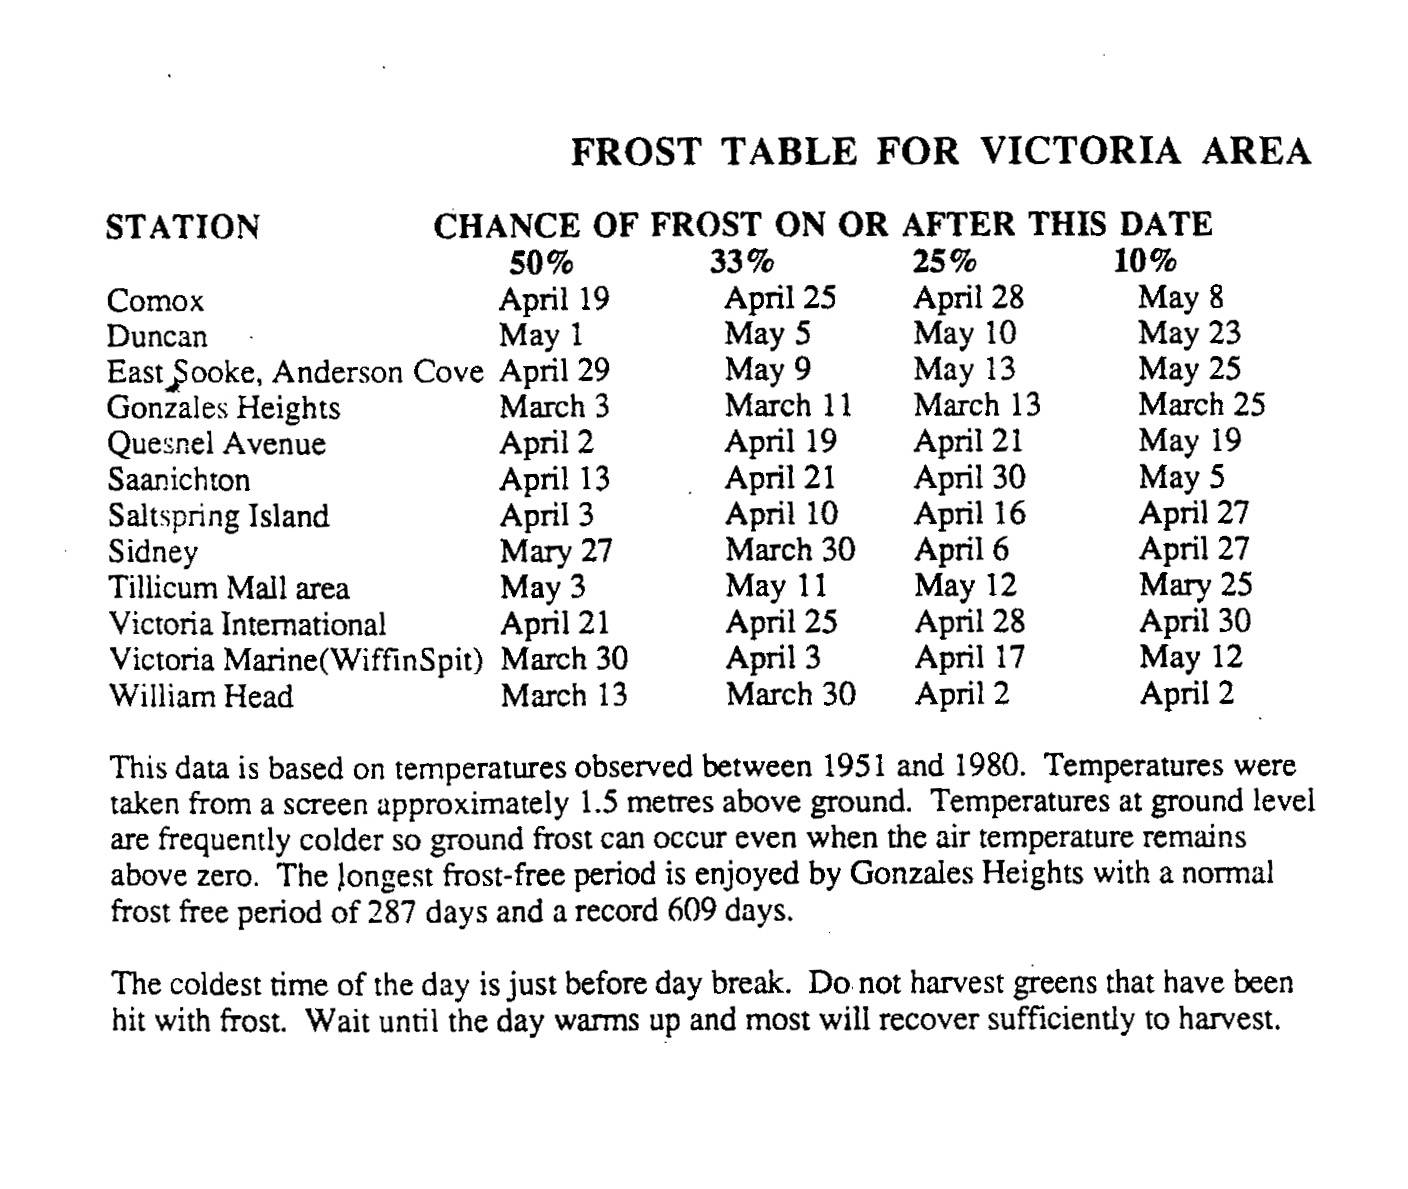 FROST TABLE FOR VICTORIA AREA
STATION CHANCE OF FROST ON OR AFTER THIS DATE
50% 33% 25% 10%
Comox April 19 April 25 April 28 May 8
Duncan May 1 May 5 May 10 May 23
East Sooke, Anderson Cove April 29 May 9 May 13 May 25
Gonzales Heights March 3 March 11 March 13 March 25
Quesnel Avenue April 2 April 19 April 21 May 19
Saanichton April 13 April 21 April 30 May 5
Saltspring Island April 3 April 10 April 16 April 27
Sidney Mary 27 March 30 April 6 April 27
Tillicum Mall area May 3 May 11 May 12 Mary 25
Victoria International April 21 April 25 April 28 April 30
Victoria Marine(WiffinSpit) March 30 April 3 April 17 May 12
William Head March 13 March 30 April 2 April 2
This data is based on temperatures observed between 1951 and 1980. Temperatures were
taken from a screen approximately 1.5 metres above ground. Temperatures at ground level
are frequently colder so ground frost can occur even when the air temperature remains
above zero. The longest frost-free period is enjoyed by Gonzales Heights with a normal
frost free period of 287 days and a record 609 days.
The coldest time of the day is just before day break. Do not harvest greens that have been
hit with frost. Wait until the day warms up and most will recover sufficiently to harvest.